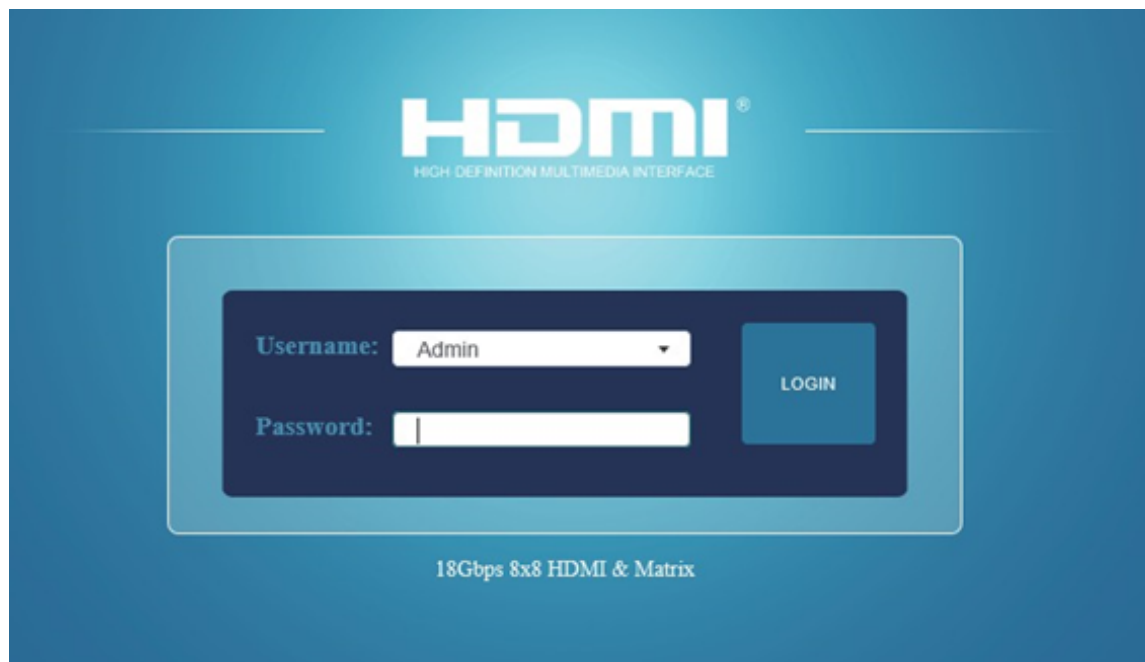 HDMI®
HIGH DEFINITION MULTIMEDIA INTERFACE
Username: Admin
LOGIN
Password:
18Gbps 8x8 HDMI & Matrix